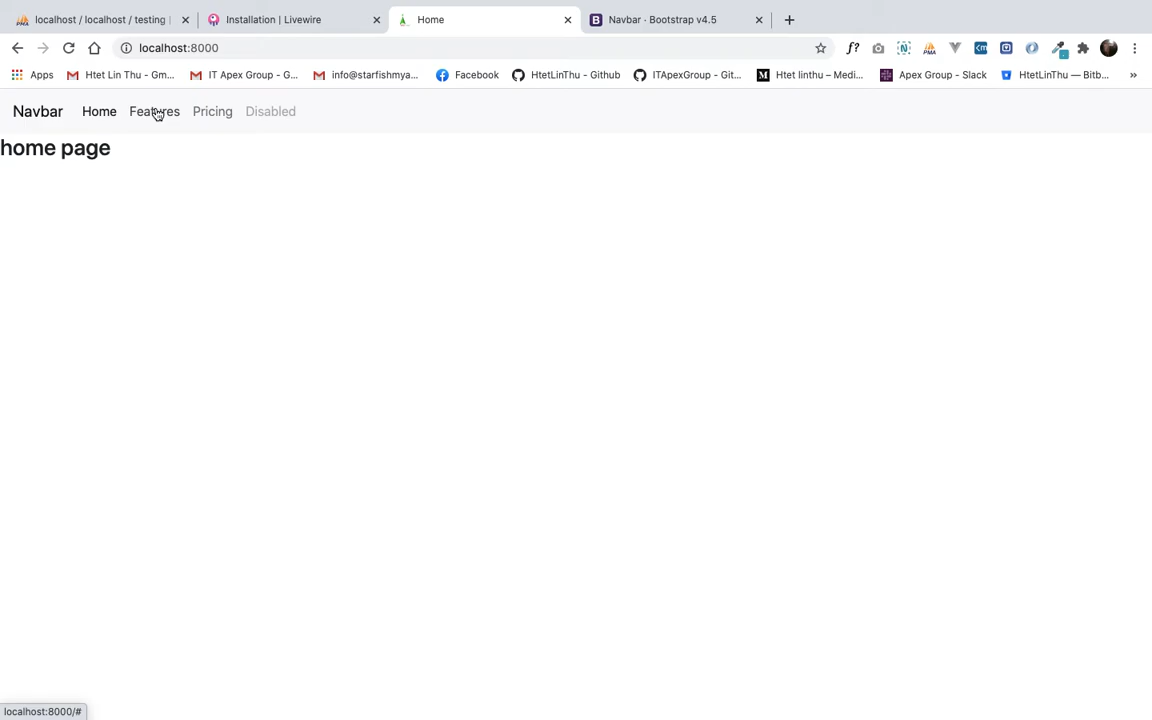 localhost / localhost / testing |
Installation | Livewire
Home
Navbar · Bootstrap v4.5
localhost:8000
f?
Apps
Htet Lin Thu - Gm...
IT Apex Group - G...
info@starfishmya...
Facebook
HtetLinThu - Github
ITApexGroup - Git...
Htet linthu – Medi...
Apex Group - Slack
HtetLinThu — Bitb...
»
Navbar
Home
Features
Pricing
Disabled
home page
localhost:8000/#